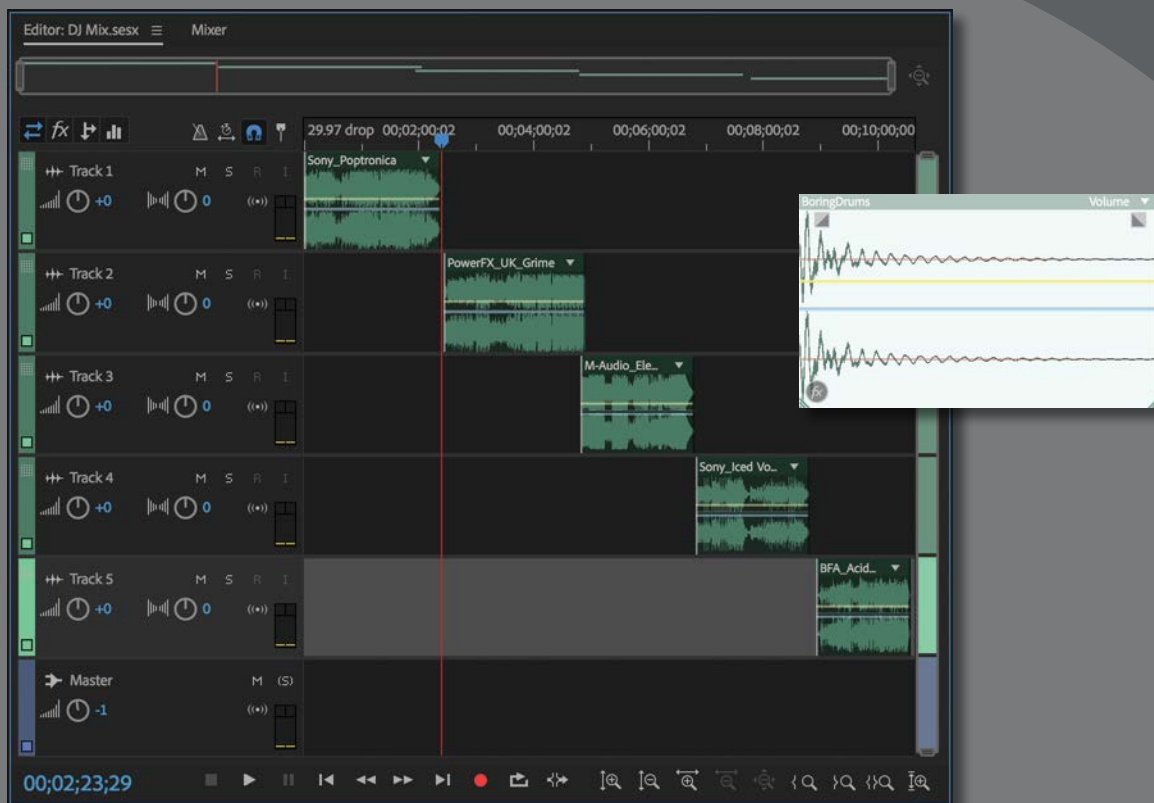 Editor: DJ Mix.sesx Mixer
fx
29.97 drop 00;02;00;02 00;04;00;02 00;06;00;02 00;08;00;02 00;10;00;00
Track 1 M S R I
+0 0
Sony_Poptronica
BoringDrums Volume
fx
Track 2 M S R I
+0 0
PowerFX_UK_Grime
Track 3 M S R I
+0 0
M-Audio_Ele...
Track 4 M S R I
+0 0
Sony_Iced Vo...
Track 5 M S R I
+0 0
BFA_Acid...
Master M (S)
-1
00;02;23;29